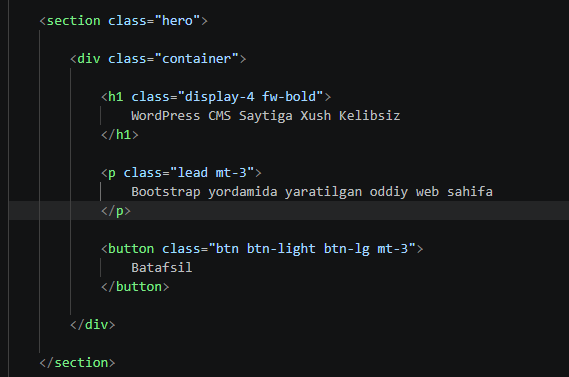 <section class="hero">
<div class="container">
<h1 class="display-4 fw-bold">
WordPress CMS Saytiga Xush Kelibsiz
</h1>
<p class="lead mt-3">
Bootstrap yordamida yaratilgan oddiy web sahifa
</p>
<button class="btn btn-light btn-lg mt-3">
Batafsil
</button>
</div>
</section>